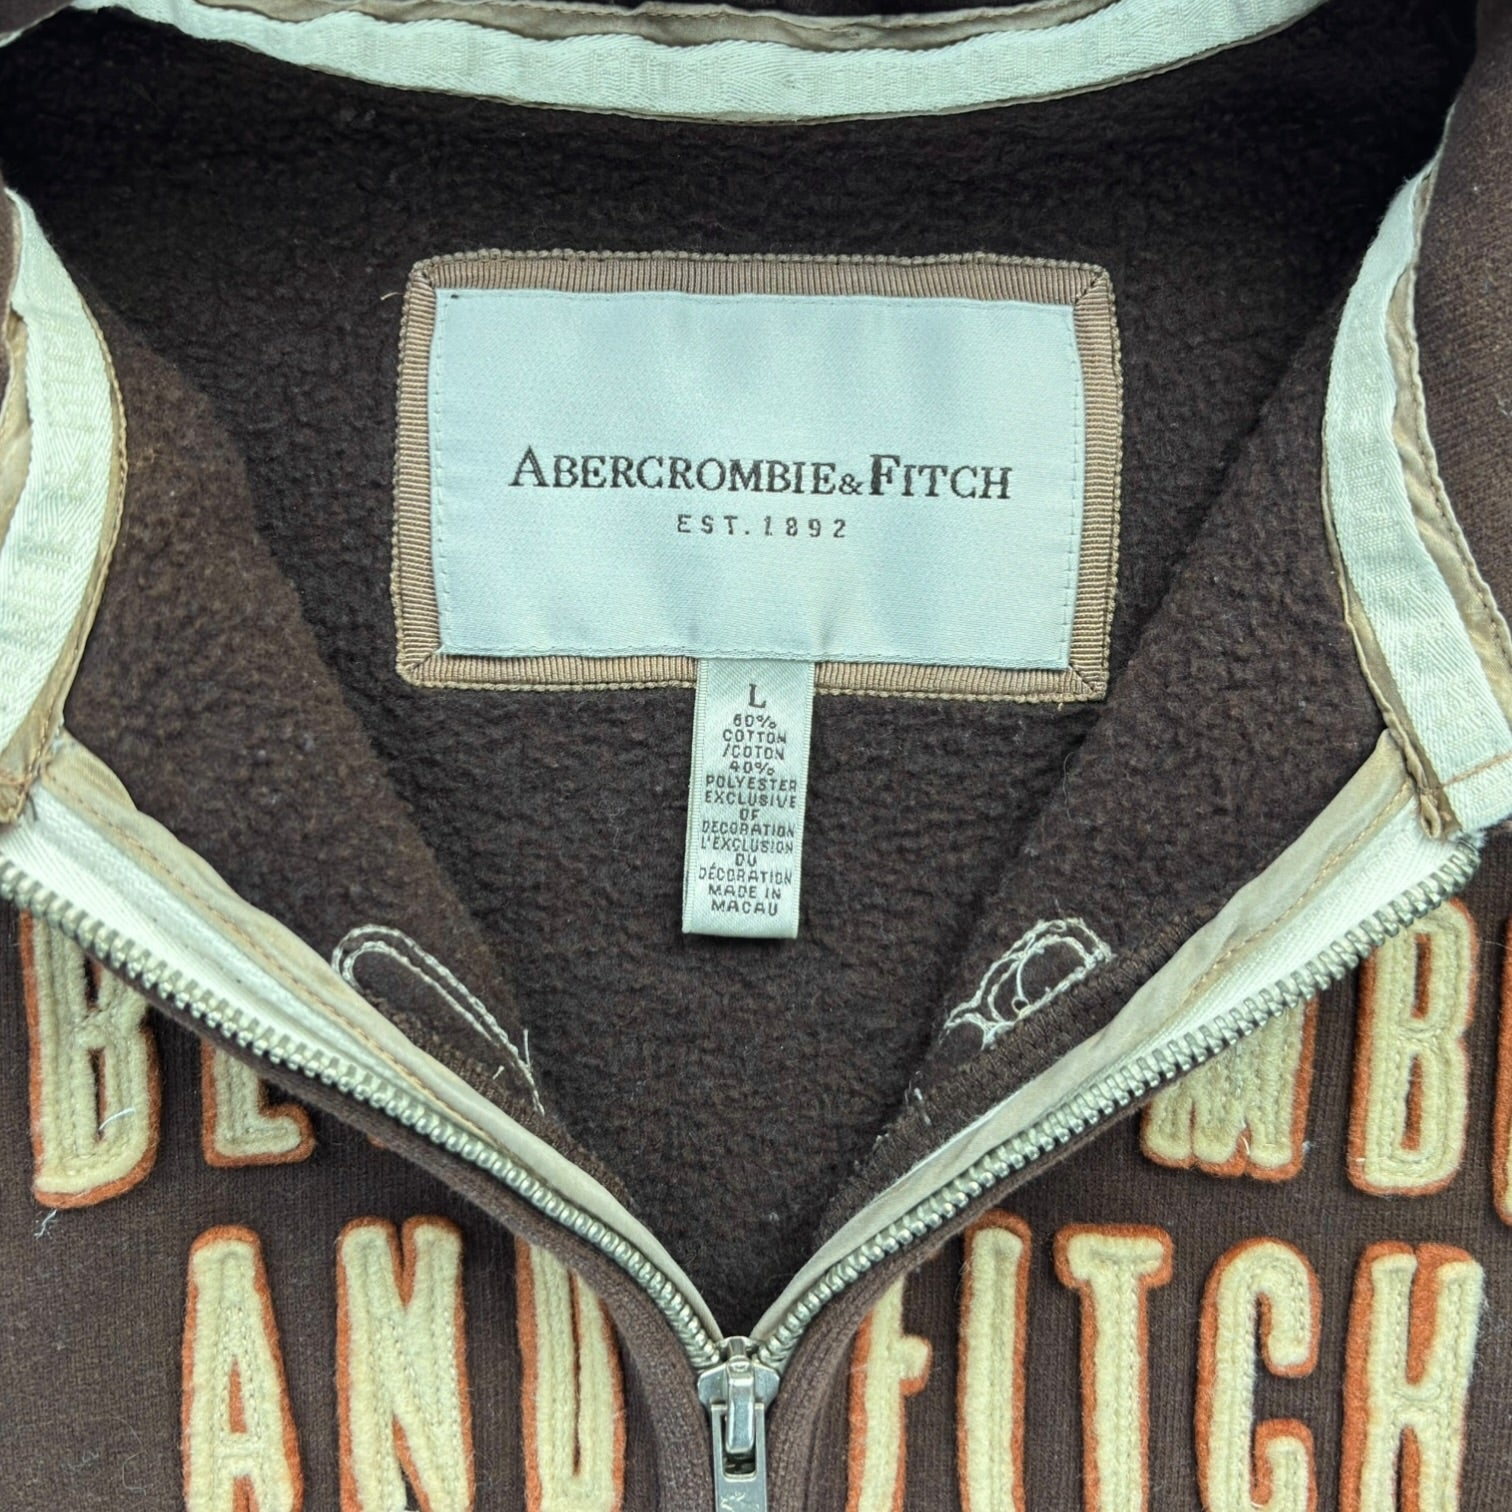 ABERCROMBIE&FITCH
EST. 1892
L
60%
COTTON
/COTON
40%
POLYESTER
EXCLUSIVE
OF
DECORATION
L'EXCLUSION
DU
DÉCORATION
MADE IN
MACAU
AND FITCH